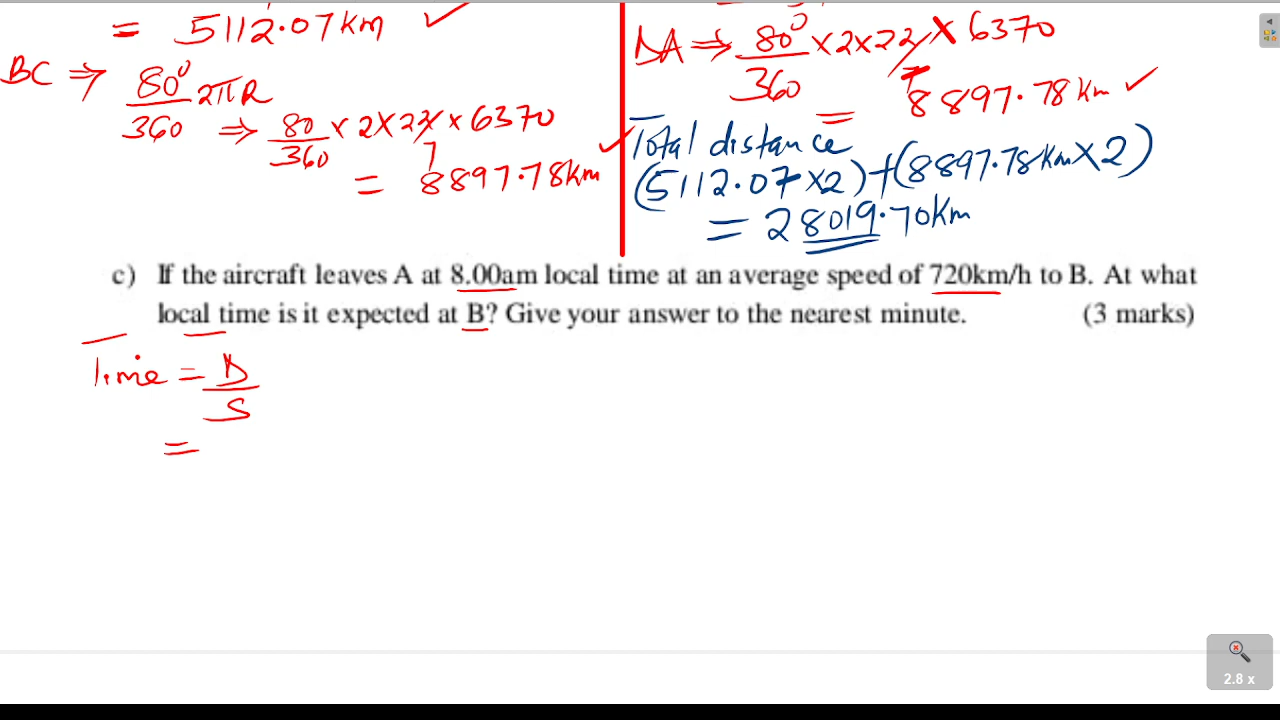 = 5112.07km ✓
BC ⇒ 80°/360 2πR
⇒ 80/360 × 2 × 22/7 × 6370
= 8897.78km ✓
DA ⇒ 80°/360 × 2 × 22/7 × 6370
= 8897.78 km ✓
Total distance
(5112.07 × 2) + (8897.78km × 2)
= 28019.70km
c) If the aircraft leaves A at 8.00am local time at an average speed of 720km/h to B. At what
local time is it expected at B? Give your answer to the nearest minute. (3 marks)
Time = D/S
=
2.8 x